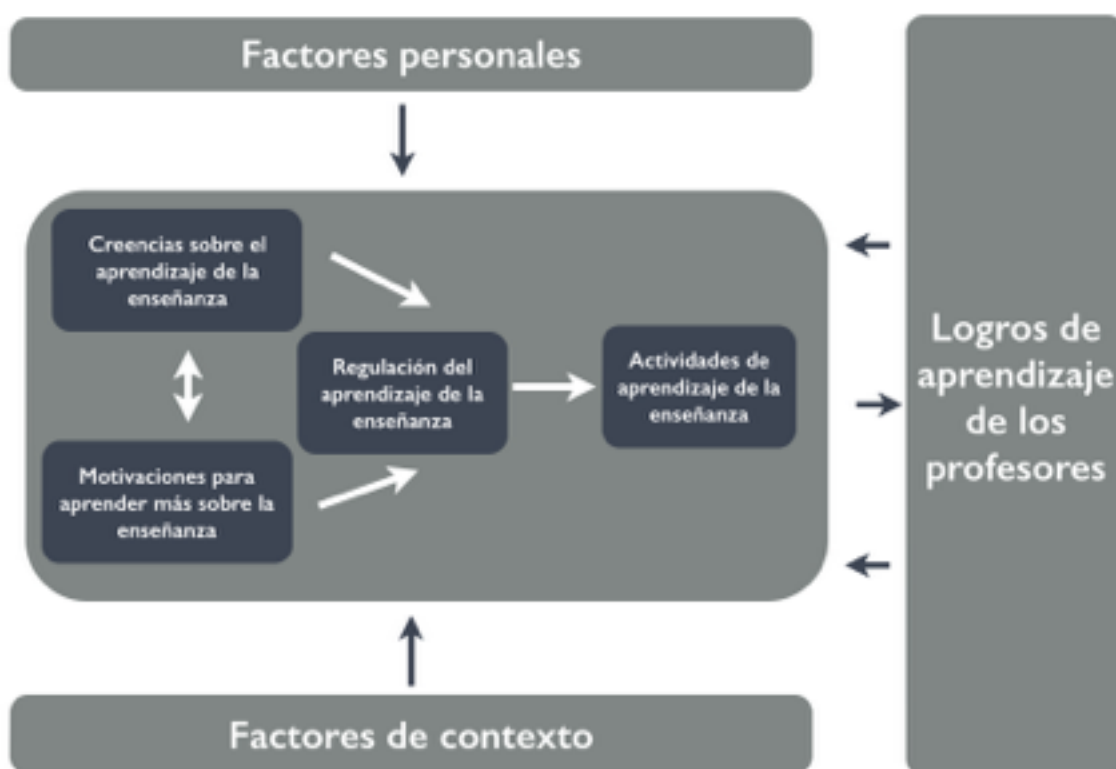 Factores personales
Creencias sobre el
aprendizaje de la
enseñanza
Regulación del
aprendizaje de la
enseñanza
Actividades de
aprendizaje de la
enseñanza
Motivaciones para
aprender más sobre la
enseñanza
Logros de
aprendizaje
de los
profesores
Factores de contexto